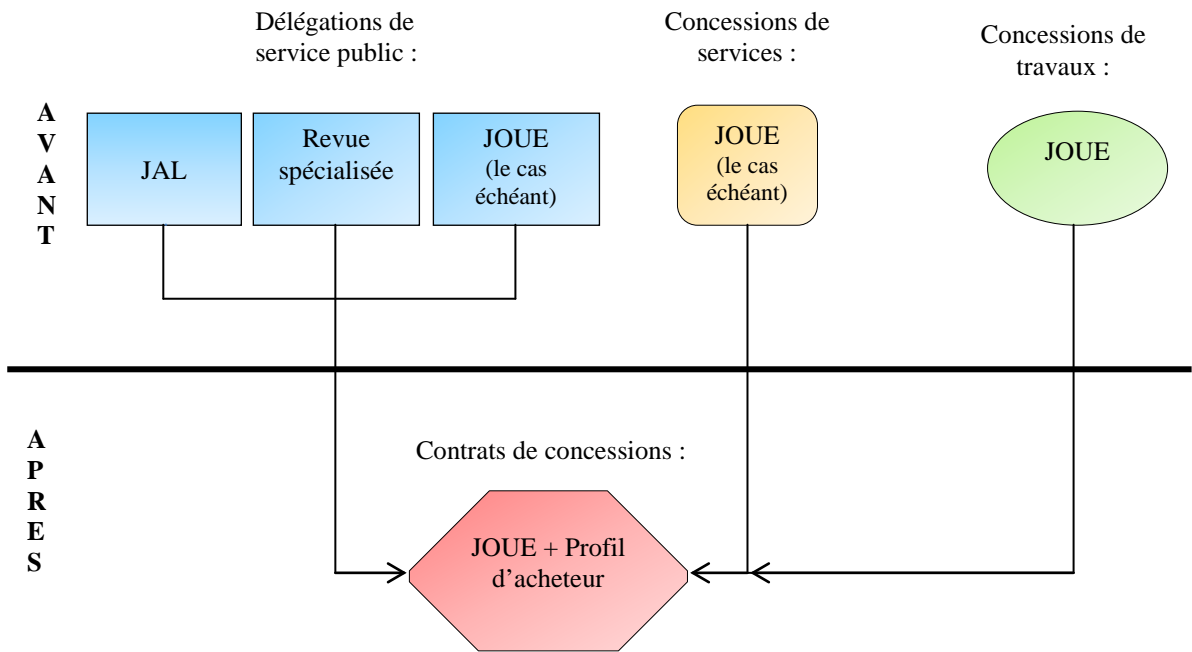 Délégations de
service public :
Concessions de
services :
Concessions de
travaux :
A
V
A
N
T
JAL
Revue
spécialisée
JOUE
(le cas
échéant)
JOUE
(le cas
échéant)
JOUE
A
P
R
E
S
Contrats de concessions :
JOUE + Profil
d’acheteur